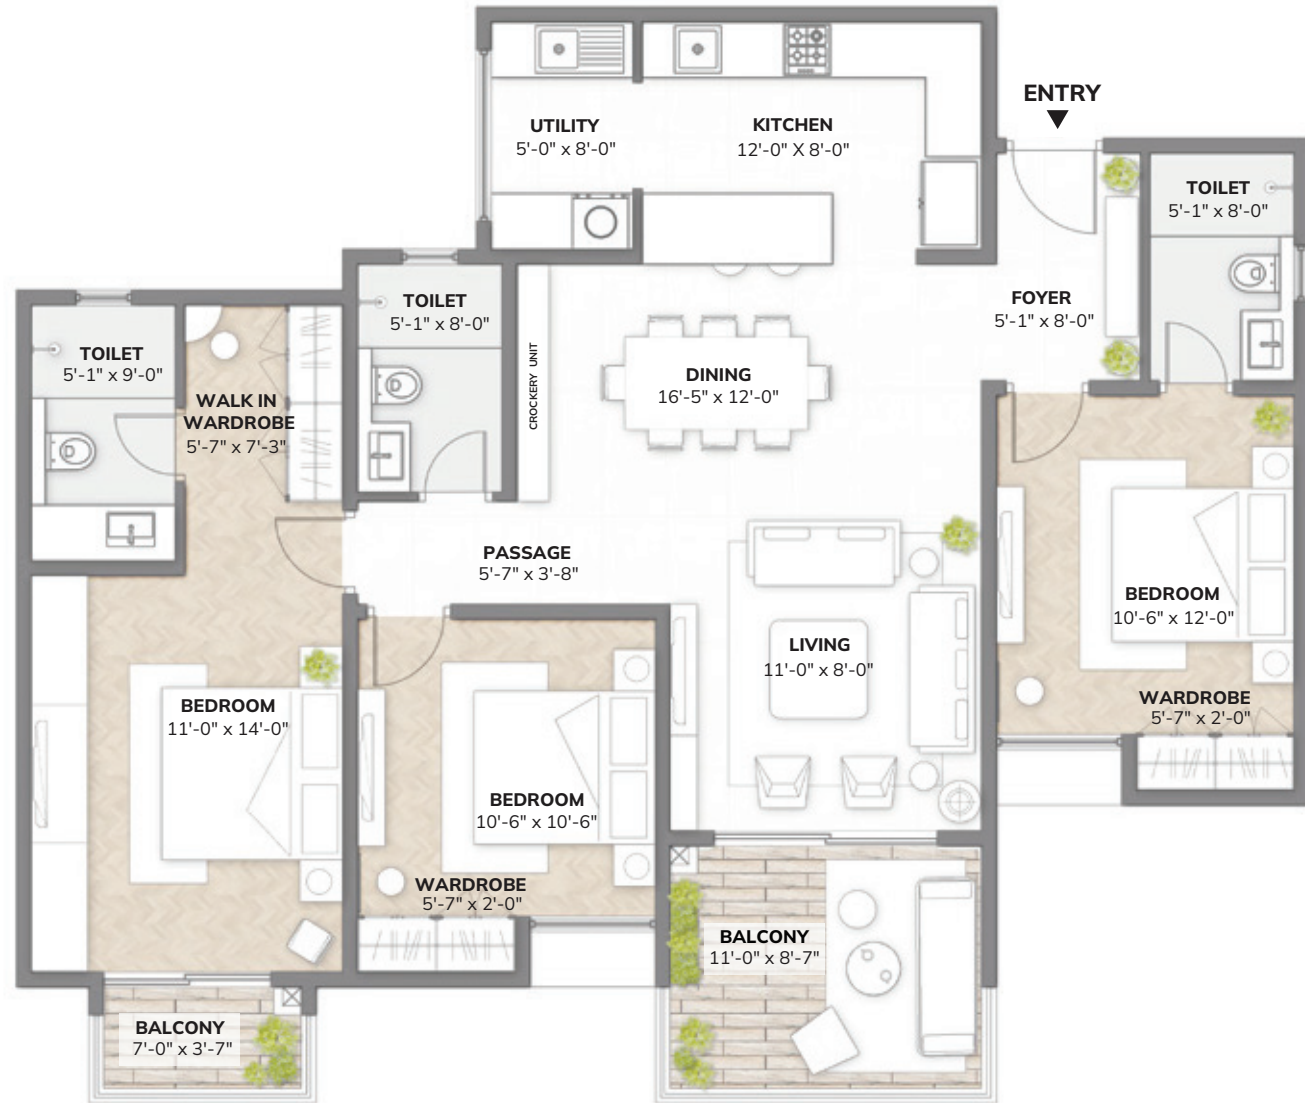 ENTRY
UTILITY
5'-0" x 8'-0"
KITCHEN
12'-0" X 8'-0"
TOILET
5'-1" x 8'-0"
FOYER
5'-1" x 8'-0"
TOILET
5'-1" x 8'-0"
TOILET
5'-1" x 9'-0"
WALK IN
WARDROBE
5'-7" x 7'-3"
CROCKERY UNIT
DINING
16'-5" x 12'-0"
PASSAGE
5'-7" x 3'-8"
BEDROOM
10'-6" x 12'-0"
LIVING
11'-0" x 8'-0"
WARDROBE
5'-7" x 2'-0"
BEDROOM
11'-0" x 14'-0"
BEDROOM
10'-6" x 10'-6"
WARDROBE
5'-7" x 2'-0"
BALCONY
11'-0" x 8'-7"
BALCONY
7'-0" x 3'-7"